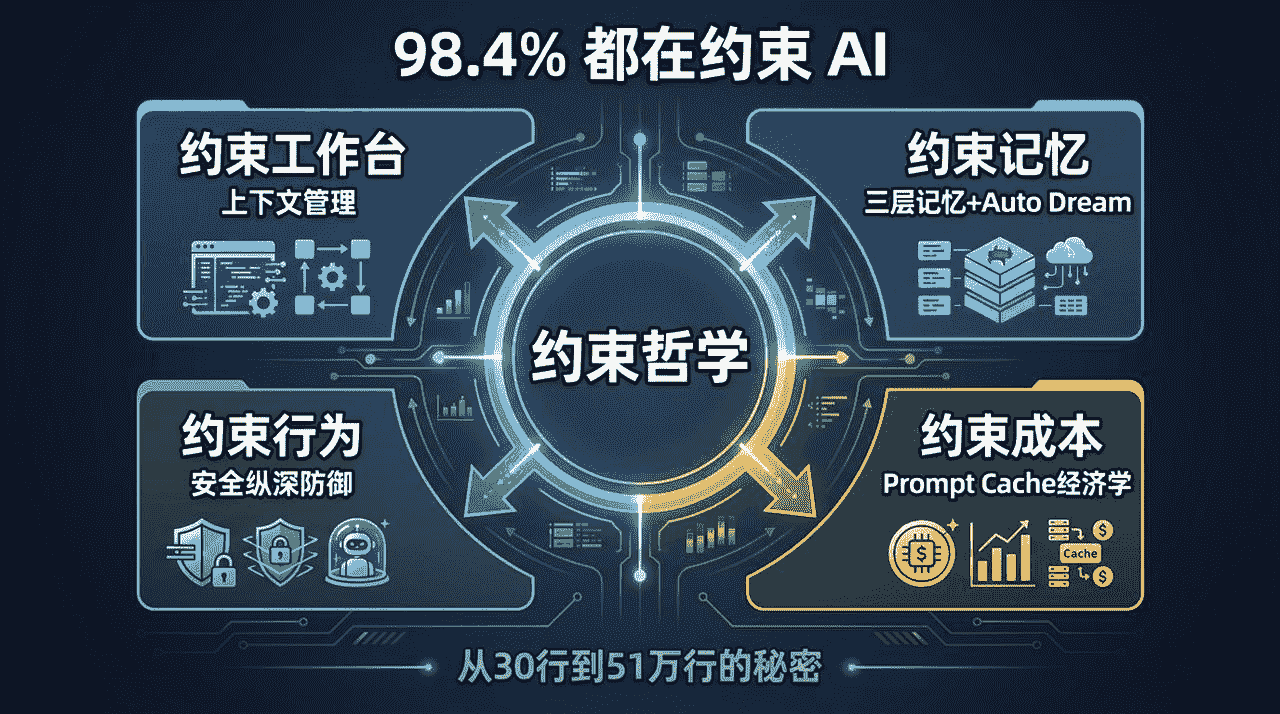 98.4% 都在约束 AI
约束工作台
上下文管理
约束记忆
三层记忆+Auto Dream
约束哲学
约束行为
安全纵深防御
约束成本
Prompt Cache经济学
$
$
Cache
$
从30行到51万行的秘密